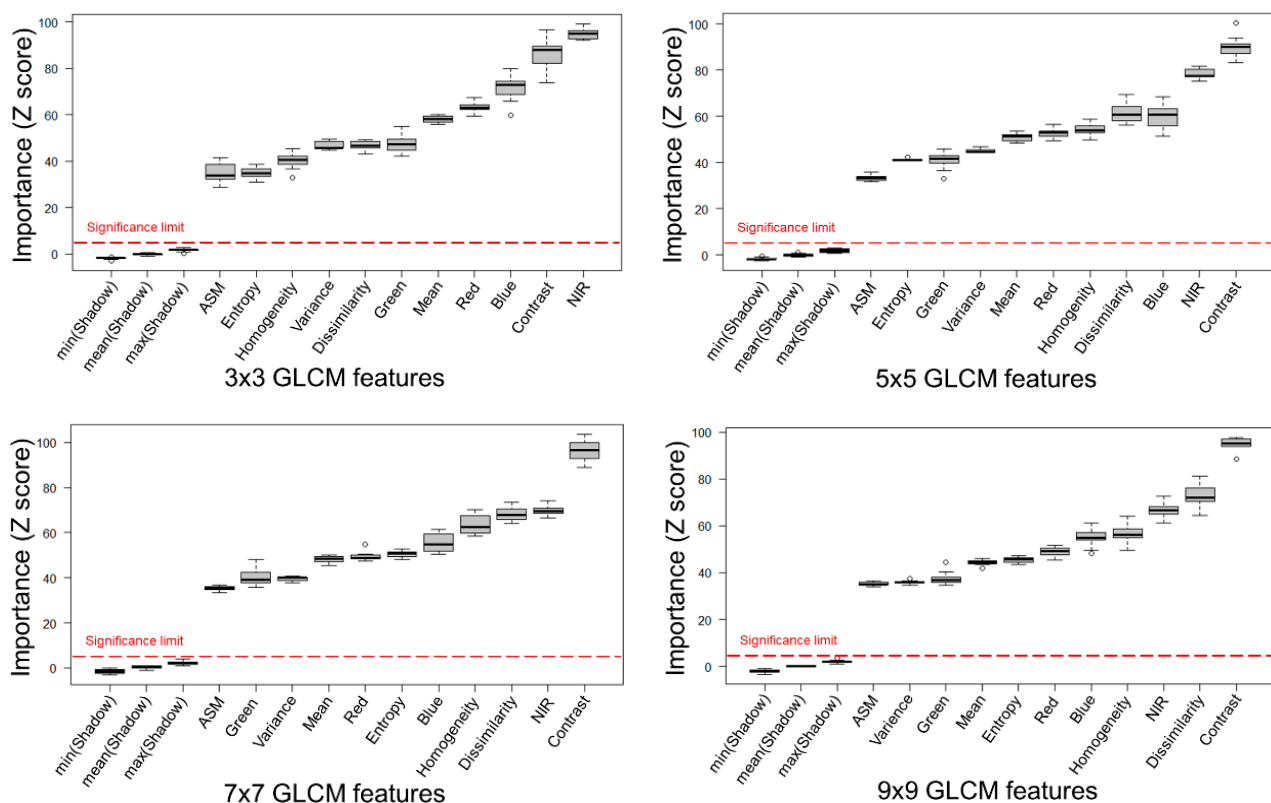 Importance (Z score)
100
80
60
40
20
0
Significance limit
min(Shadow)
mean(Shadow)
max(Shadow)
ASM
Entropy
Homogeneity
Variance
Dissimilarity
Green
Mean
Red
Blue
Contrast
NIR
3x3 GLCM features
Importance (Z score)
100
80
60
40
20
0
Significance limit
min(Shadow)
mean(Shadow)
max(Shadow)
ASM
Entropy
Green
Variance
Mean
Red
Homogenity
Dissimilarity
Blue
NIR
Contrast
5x5 GLCM features
Importance (Z score)
100
80
60
40
20
0
Significance limit
min(Shadow)
mean(Shadow)
max(Shadow)
ASM
Green
Variance
Mean
Red
Entropy
Blue
Homogeneity
Dissimilarity
NIR
Contrast
7x7 GLCM features
Importance (Z score)
100
80
60
40
20
0
Significance limit
min(Shadow)
mean(Shadow)
max(Shadow)
ASM
Varience
Green
Mean
Entropy
Red
Blue
Homogeneity
NIR
Dissimilarity
Contrast
9x9 GLCM features